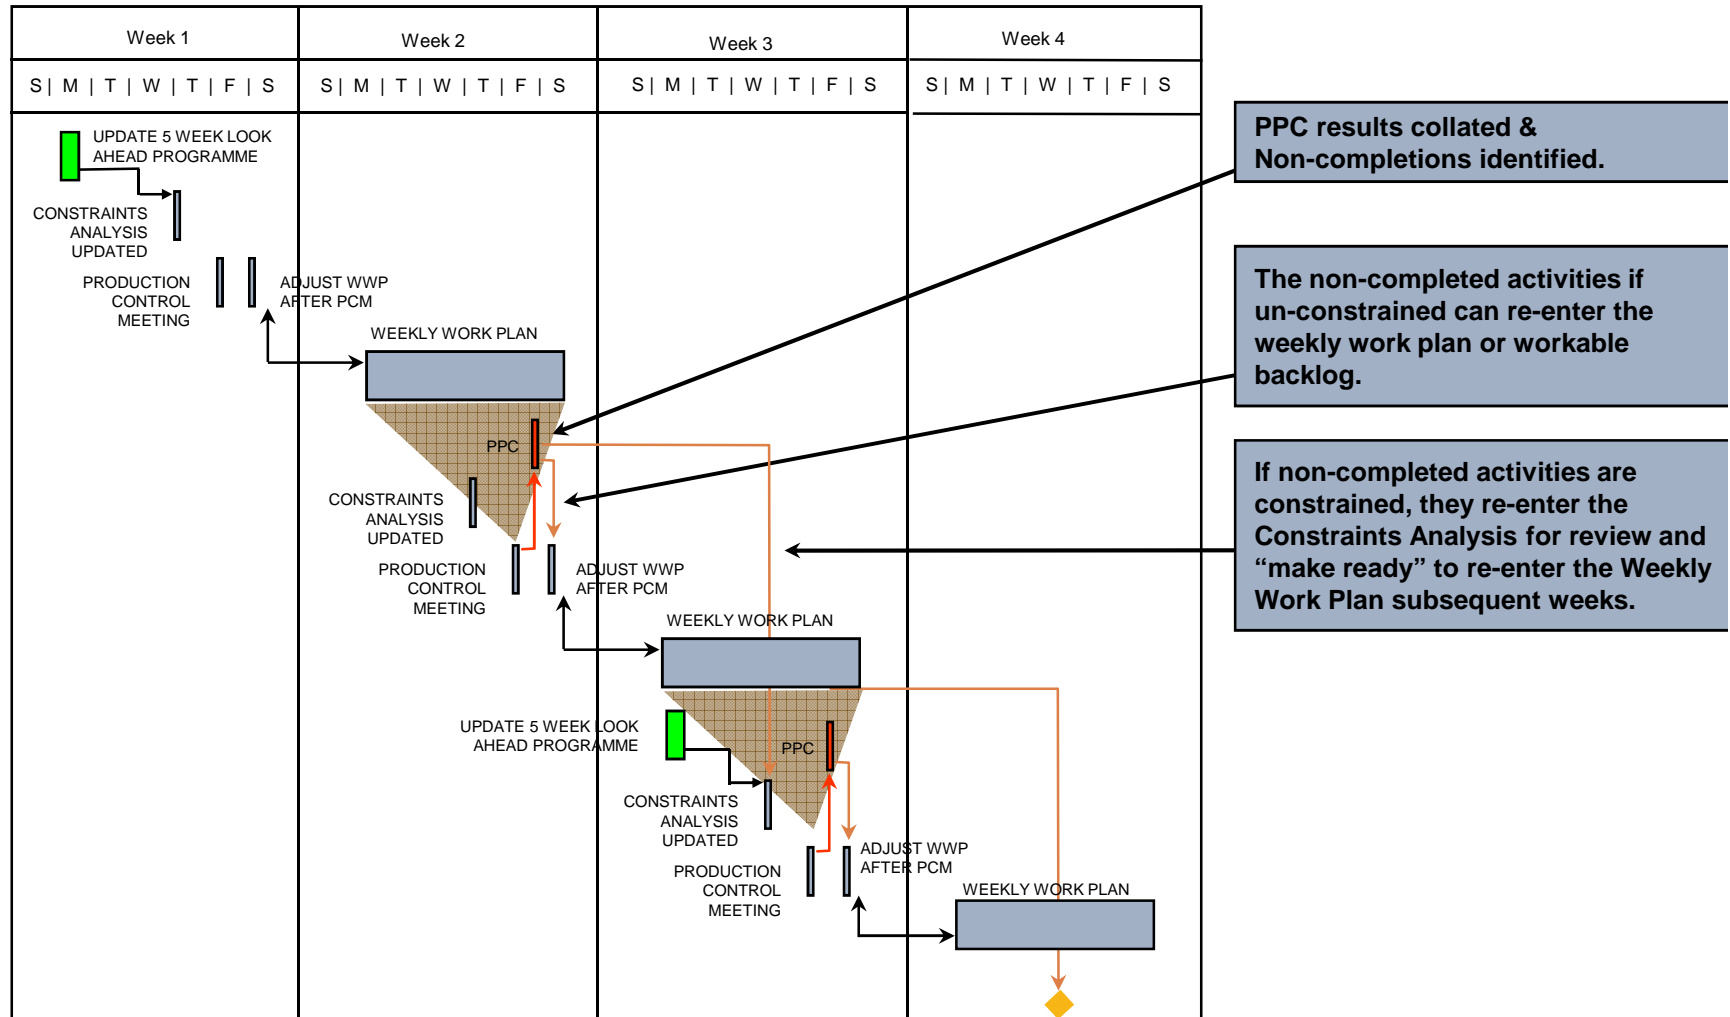 Week 1
Week 2
Week 3
Week 4
S| M | T | W | T | F | S
S| M | T | W | T | F | S
S| M | T | W | T | F | S
S| M | T | W | T | F | S
UPDATE 5 WEEK LOOK
AHEAD PROGRAMME
CONSTRAINTS
ANALYSIS
UPDATED
PRODUCTION
CONTROL
MEETING
ADJUST WWP
AFTER PCM
WEEKLY WORK PLAN
PPC
CONSTRAINTS
ANALYSIS
UPDATED
PRODUCTION
CONTROL
MEETING
ADJUST WWP
AFTER PCM
WEEKLY WORK PLAN
UPDATE 5 WEEK LOOK
AHEAD PROGRAMME
PPC
CONSTRAINTS
ANALYSIS
UPDATED
PRODUCTION
CONTROL
MEETING
ADJUST WWP
AFTER PCM
WEEKLY WORK PLAN
PPC results collated &
Non-completions identified.
The non-completed activities if
un-constrained can re-enter the
weekly work plan or workable
backlog.
If non-completed activities are
constrained, they re-enter the
Constraints Analysis for review and
“make ready” to re-enter the Weekly
Work Plan subsequent weeks.